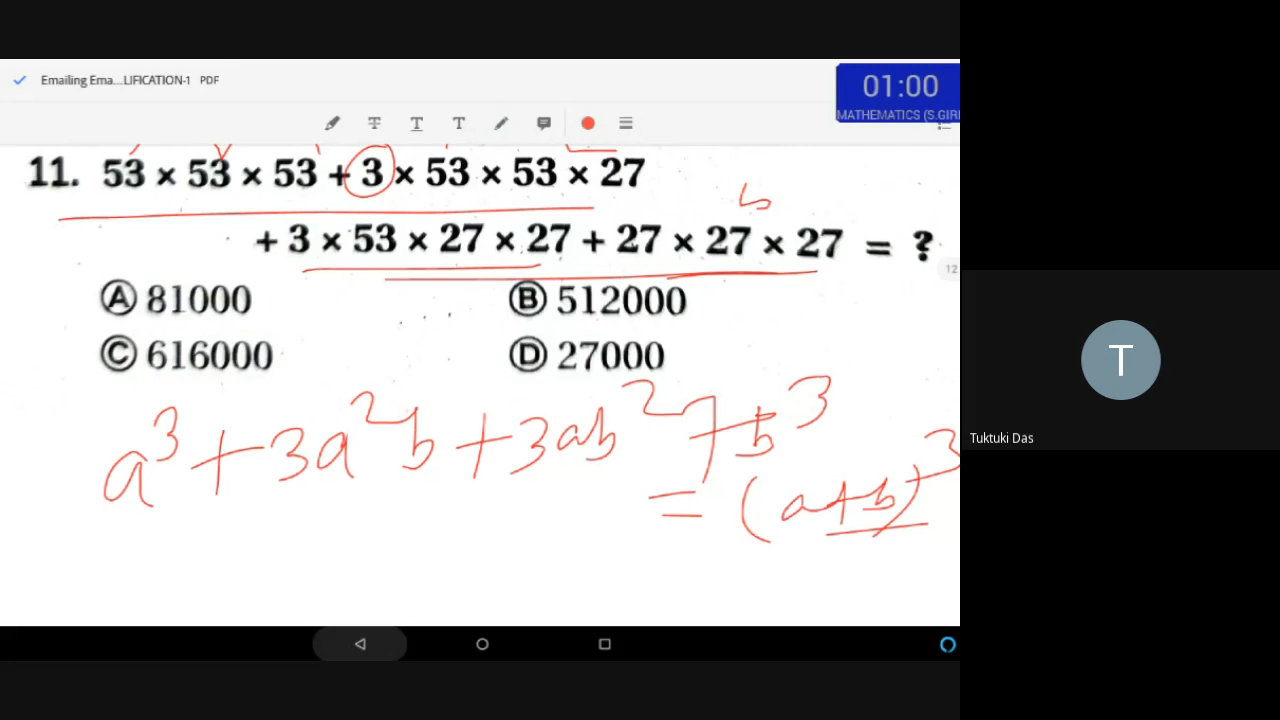 Emailing Ema...LIFICATION-1 PDF
01:00
MATHEMATICS (S.GIRI
11. 53 × 53 × 53 + 3 × 53 × 53 × 27
b
+ 3 × 53 × 27 × 27 + 27 × 27 × 27 = ?
12
Ⓐ 81000 Ⓑ 512000
Ⓒ 616000 Ⓓ 27000
a³ + 3a²b + 3ab² + b³
= (a+b)³
T
Tuktuki Das